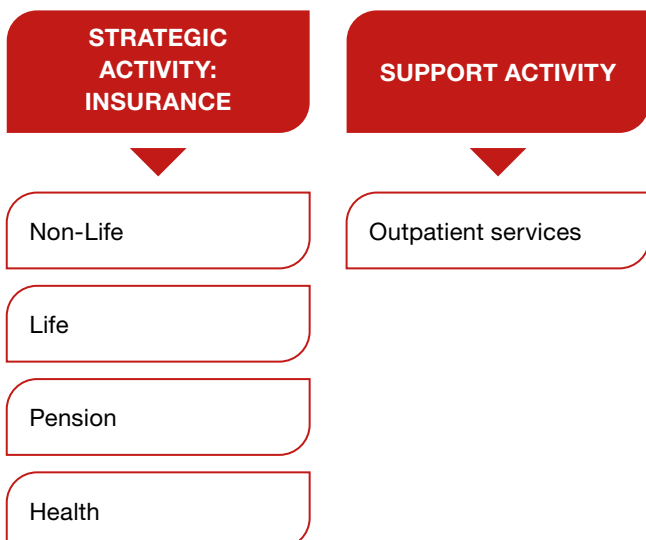 STRATEGIC
ACTIVITY:
INSURANCE
SUPPORT ACTIVITY
Non-Life
Outpatient services
Life
Pension
Health